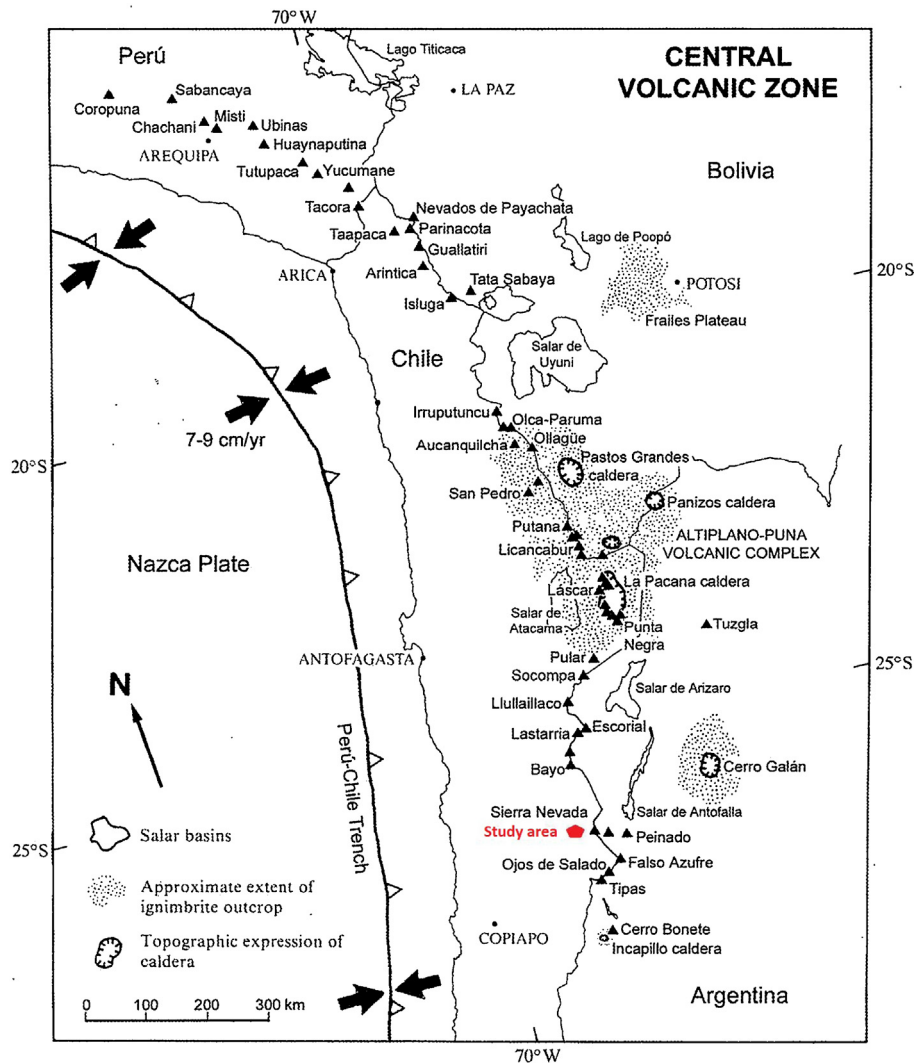 70°W
Perú
Lago Titicaca
CENTRAL
VOLCANIC ZONE
LA PAZ
Sabancaya
Coropuna
Misti
Chachani
Ubinas
AREQUIPA
Huaynaputina
Tutupaca
Yucumane
Bolivia
Tacora
Nevados de Payachata
Taapaca
Parinacota
Guallatiri
Lago de Poopó
Arintica
ARICA
20°S
Tata Sabaya
POTOSI
Isluga
Frailes Plateau
Chile
Salar de
Uyuni
Irruputuncu
Olca-Paruma
7-9 cm/yr
Aucanquilcha
Ollagüe
20°S
Pastos Grandes
caldera
San Pedro
Panizos caldera
Putana
ALTIPLANO-PUNA
VOLCANIC COMPLEX
Licancabur
Nazca Plate
La Pacana caldera
Láscar
Salar de
Atacama
Punta
Negra
Tuzgla
ANTOFAGASTA
Pular
25°S
Socompa
N
Salar de Arizaro
Llullaillaco
Escorial
Lastarria
Bayo
Cerro Galán
Perú-Chile Trench
Sierra Nevada
Salar de Antofalla
Study area
Peinado
Salar basins
25°S
Ojos de Salado
Falso Azufre
Tipas
Approximate extent of
ignimbrite outcrop
COPIAPO
Cerro Bonete
Incapillo caldera
Topographic expression of
caldera
Argentina
0 100 200 300 km
70°W